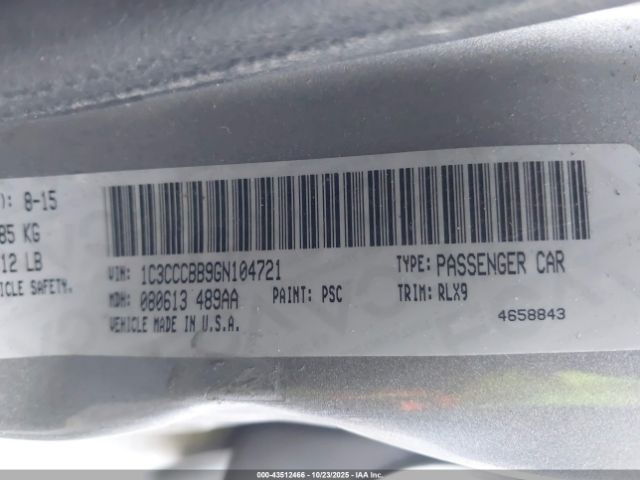 ): 8-15
85 KG
12 LB
ICLE SAFETY.
VIN: 1C3CCCBB9GN104721
TYPE: PASSENGER CAR
MDH: 080613 489AA
PAINT: PSC
TRIM: RLX9
VEHICLE MADE IN U.S.A.
4658843
00-43512466 - 10/23/2025 - © IAA Inc.